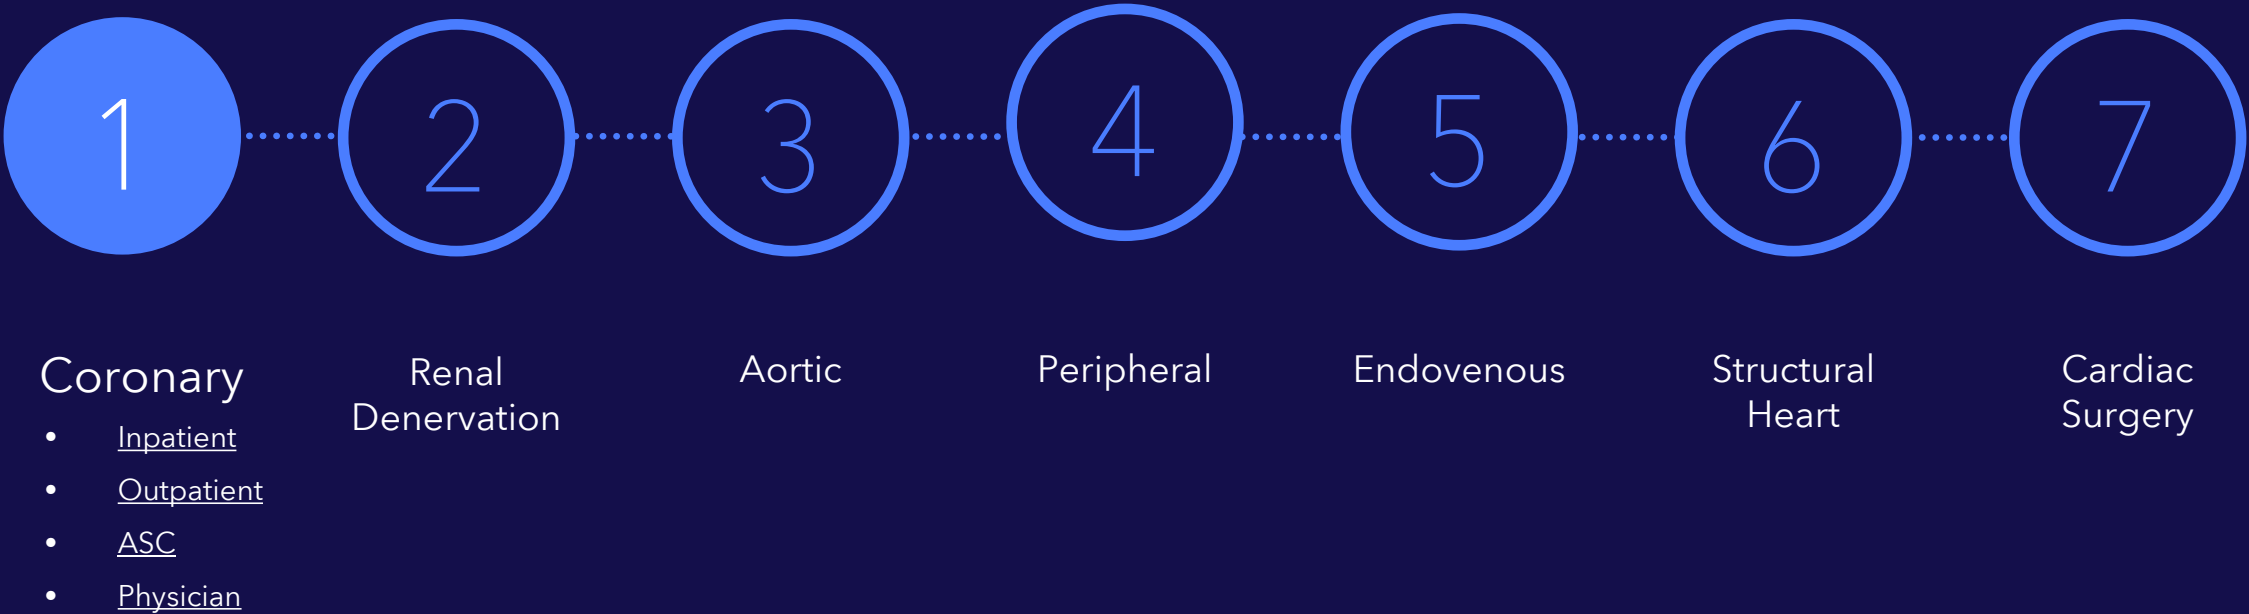 1
2
3
4
5
6
7
Coronary
• Inpatient
• Outpatient
• ASC
• Physician
Renal
Denervation
Aortic
Peripheral
Endovenous
Structural
Heart
Cardiac
Surgery